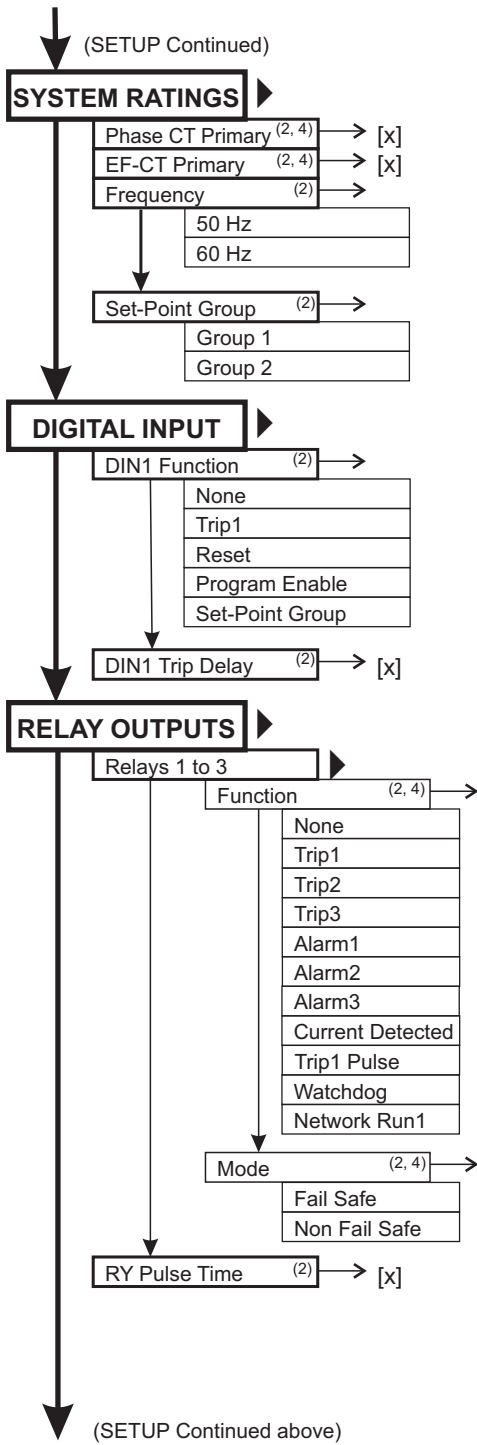 (SETUP Continued)
SYSTEM RATINGS
Phase CT Primary (2, 4) [x]
EF-CT Primary (2, 4) [x]
Frequency (2)
50 Hz
60 Hz
Set-Point Group (2)
Group 1
Group 2
DIGITAL INPUT
DIN1 Function (2)
None
Trip1
Reset
Program Enable
Set-Point Group
DIN1 Trip Delay (2) [x]
RELAY OUTPUTS
Relays 1 to 3
Function (2, 4)
None
Trip1
Trip2
Trip3
Alarm1
Alarm2
Alarm3
Current Detected
Trip1 Pulse
Watchdog
Network Run1
Mode (2, 4)
Fail Safe
Non Fail Safe
RY Pulse Time (2) [x]
(SETUP Continued above)